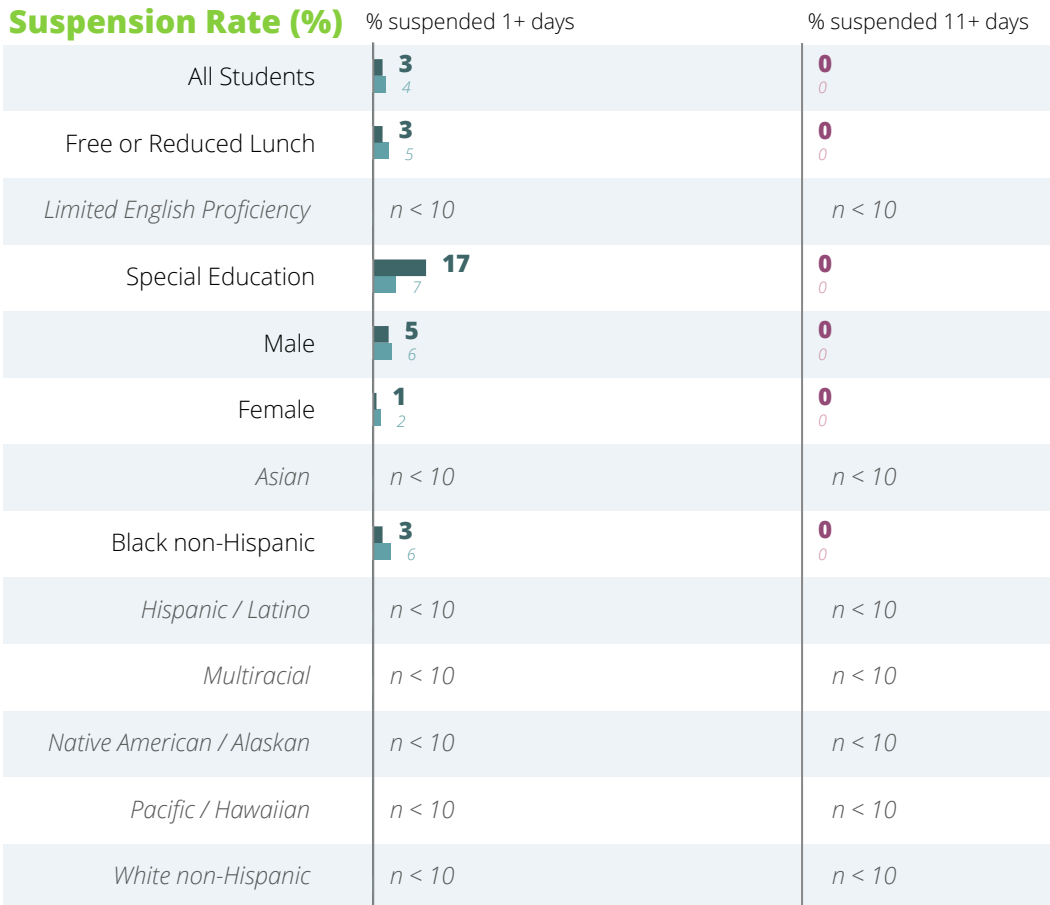 Suspension Rate (%) % suspended 1+ days % suspended 11+ days
All Students 3 0
4 0
Free or Reduced Lunch 3 0
5 0
Limited English Proficiency n < 10 n < 10
Special Education 17 0
7 0
Male 5 0
6 0
Female 1 0
2 0
Asian n < 10 n < 10
Black non-Hispanic 3 0
6 0
Hispanic / Latino n < 10 n < 10
Multiracial n < 10 n < 10
Native American / Alaskan n < 10 n < 10
Pacific / Hawaiian n < 10 n < 10
White non-Hispanic n < 10 n < 10